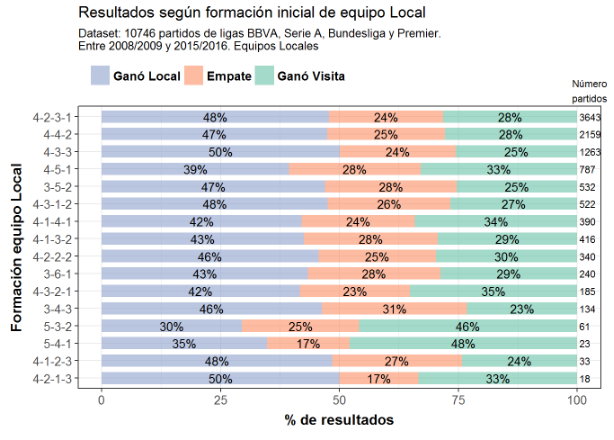 Resultados según formación inicial de equipo Local
Dataset: 10746 partidos de ligas BBVA, Serie A, Bundesliga y Premier.
Entre 2008/2009 y 2015/2016. Equipos Locales
Ganó Local Empate Ganó Visita
Número
partidos
4-2-3-1 48% 24% 28% 3643
4-4-2 47% 25% 28% 2159
4-3-3 50% 24% 25% 1263
4-5-1 39% 28% 33% 787
3-5-2 47% 28% 25% 532
4-3-1-2 48% 26% 27% 522
4-1-4-1 42% 24% 34% 390
4-1-3-2 43% 28% 29% 416
4-2-2-2 46% 25% 30% 340
3-6-1 43% 28% 29% 240
4-3-2-1 42% 23% 35% 185
3-4-3 46% 31% 23% 134
5-3-2 30% 25% 46% 61
5-4-1 35% 17% 48% 23
4-1-2-3 48% 27% 24% 33
4-2-1-3 50% 17% 33% 18
0 25 50 75 100
% de resultados
Formación equipo Local